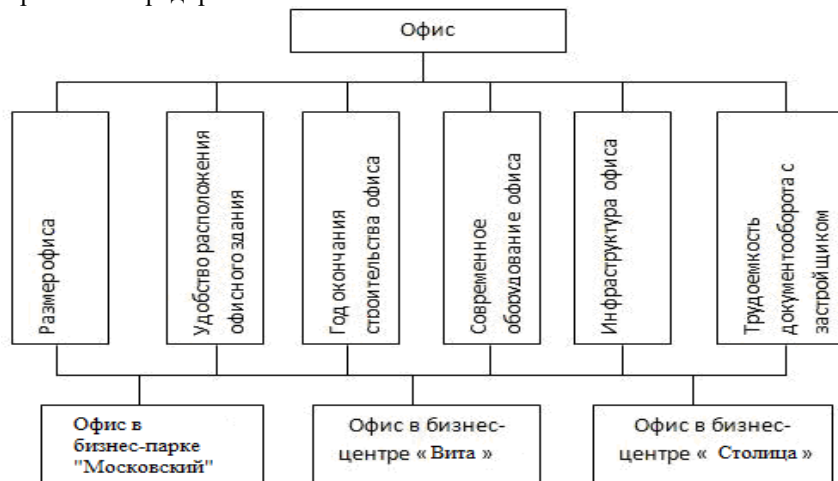 Офис
Размер офиса
Удобство расположения
офисного здания
Год окончания
строительства офиса
Современное
оборудование офиса
Инфраструктура офиса
Трудоемкость
документооборота с
застройщиком
Офис в
бизнес-парке
"Московский"
Офис в бизнес-
центре « Вита »
Офис в бизнес-
центре « Столица »